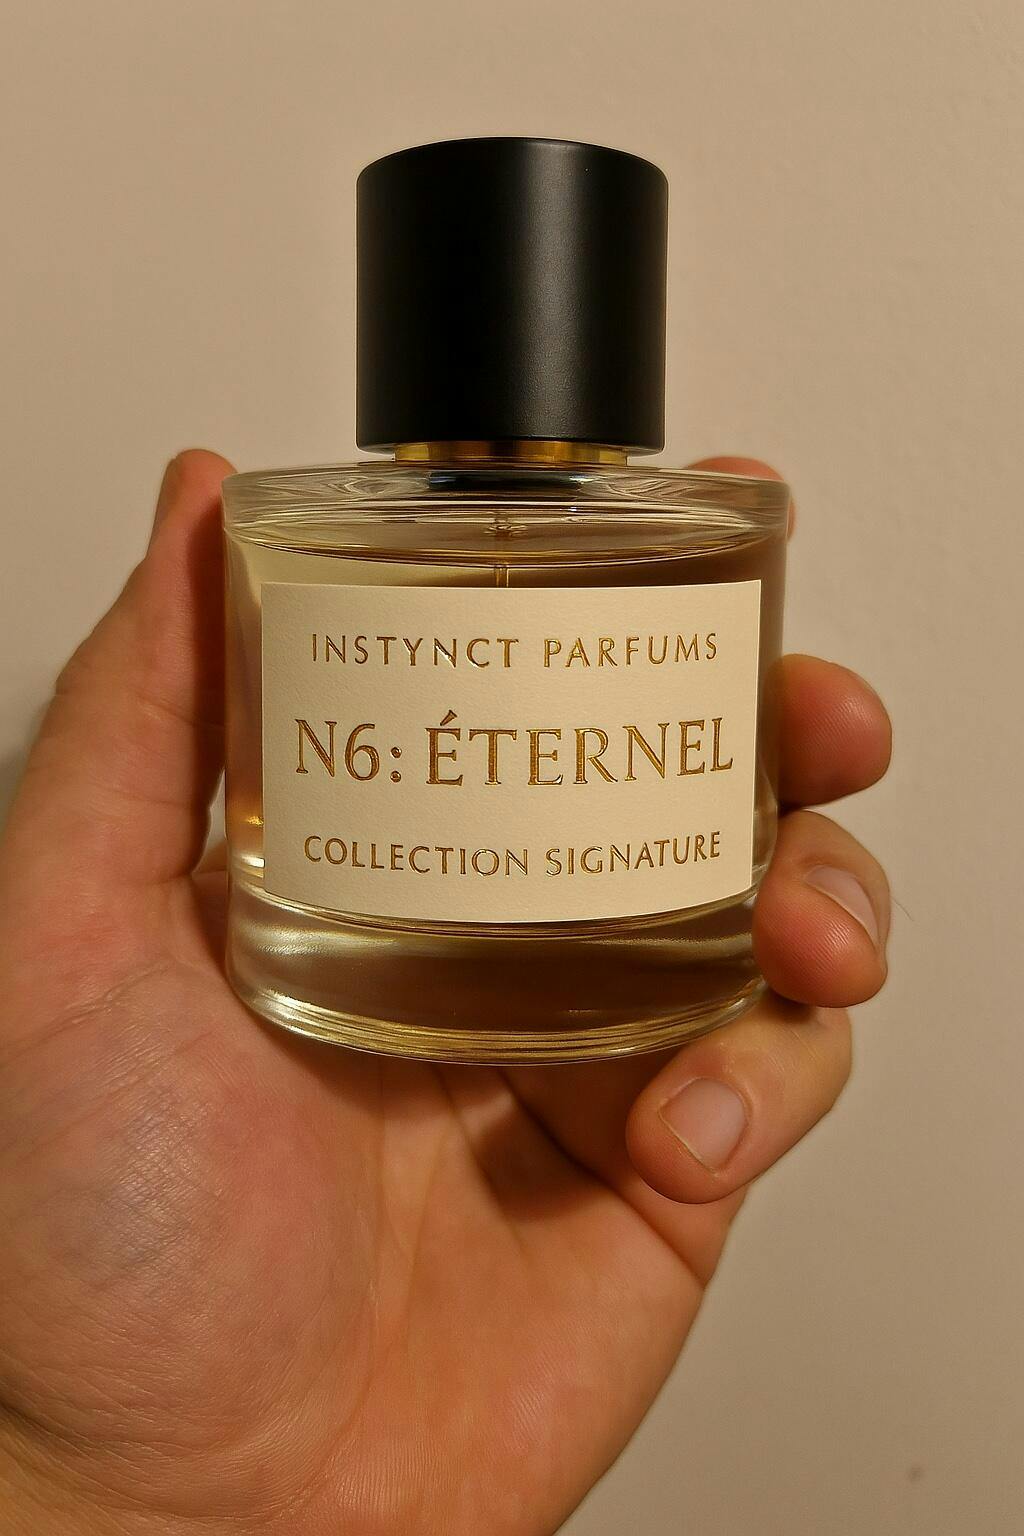 INSTYNCT PARFUMS
N6: ÉTERNEL
COLLECTION SIGNATURE